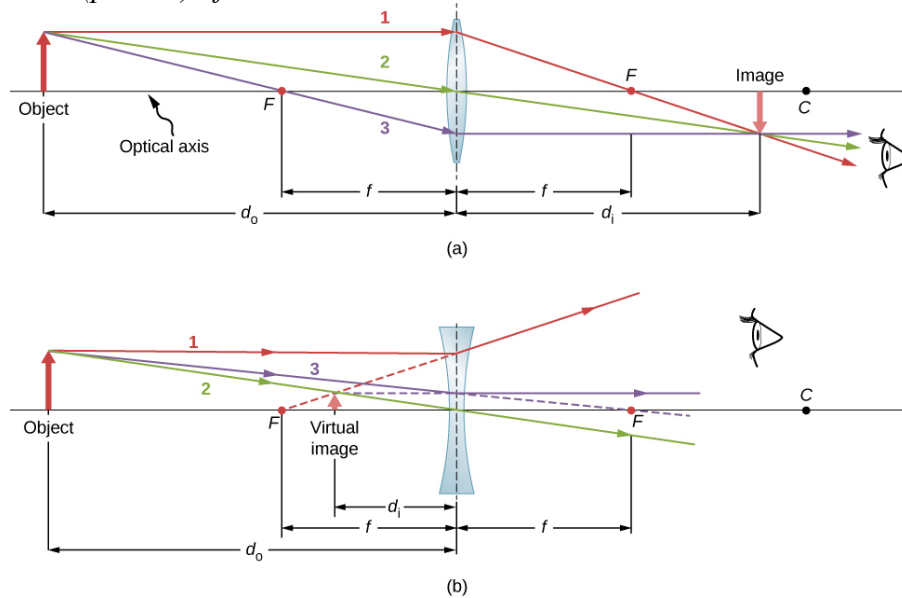 1
2
F
Image
Object
F
3
C
Optical axis
f
f
dₒ
dᵢ
(a)
1
3
2
C
Object
F
Virtual
image
F
dᵢ
f
f
dₒ
(b)